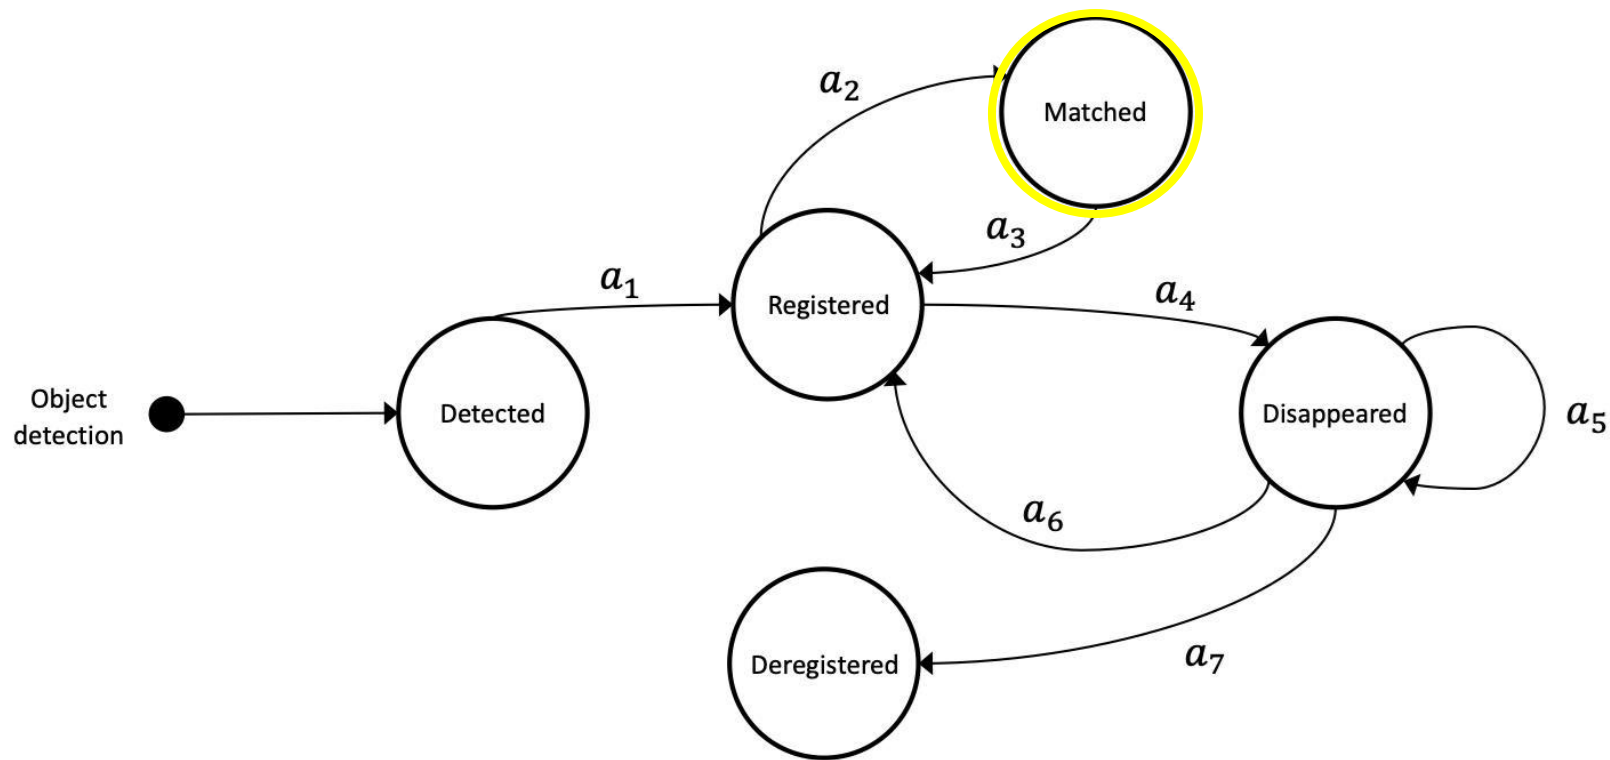 a₂
Matched
a₃
a₁
Registered
a₄
Object
detection
Detected
Disappeared
a₅
a₆
Deregistered
a₇